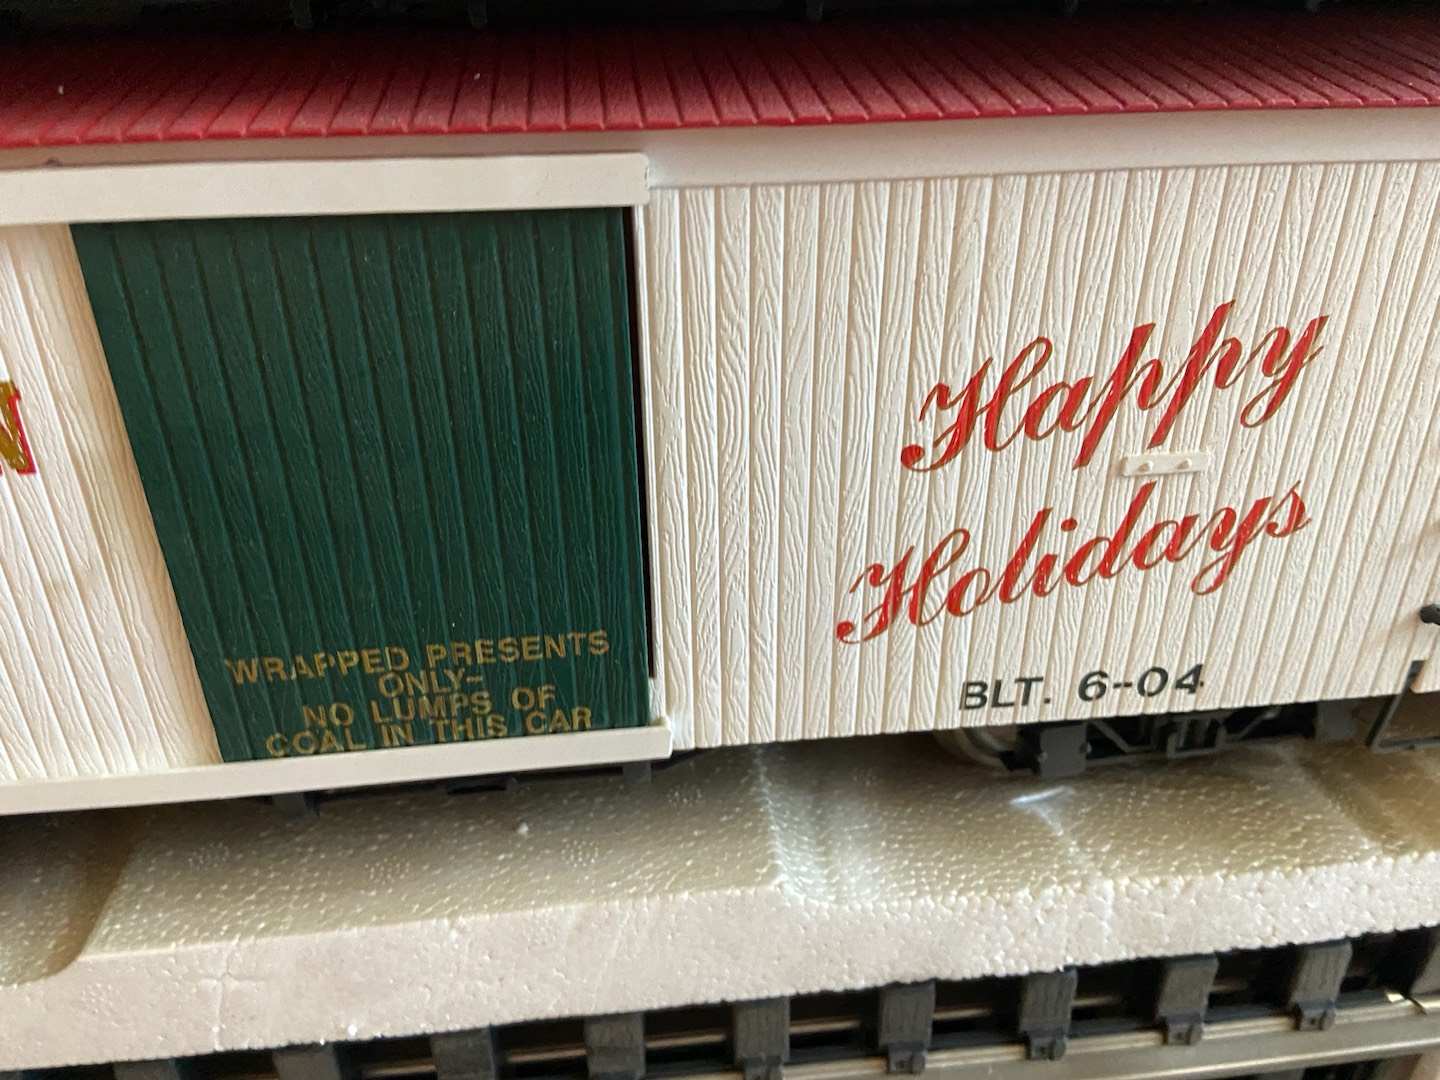 N
WRAPPED PRESENTS
ONLY-
NO LUMPS OF
COAL IN THIS CAR
Happy
Holidays
BLT. 6-04